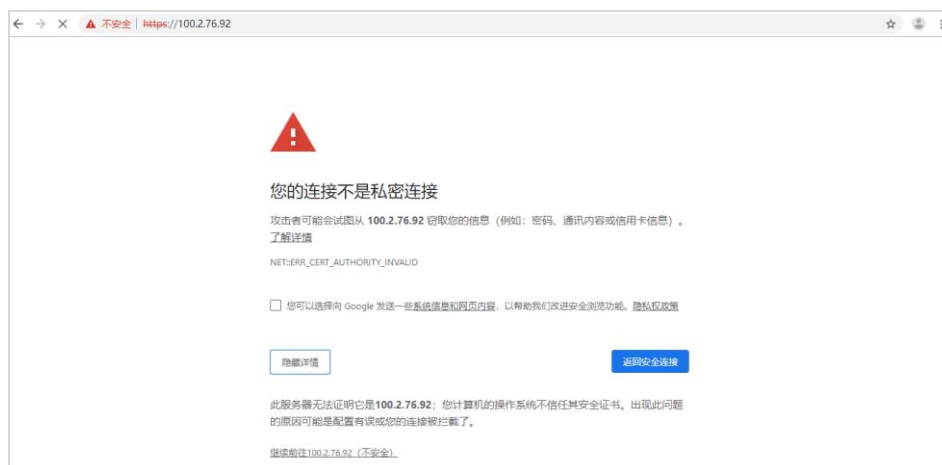 不安全 | https://100.2.76.92
您的连接不是私密连接
攻击者可能会试图从 100.2.76.92 窃取您的信息（例如：密码、通讯内容或信用卡信息）。
了解详情
NET::ERR_CERT_AUTHORITY_INVALID
您可以选择向 Google 发送一些系统信息和网页内容，以帮助我们改进安全浏览功能。隐私权政策
隐藏详情
返回安全连接
此服务器无法证明它是100.2.76.92；您计算机的操作系统不信任其安全证书。出现此问题
的原因可能是配置有误或您的连接被拦截了。
继续前往100.2.76.92（不安全）